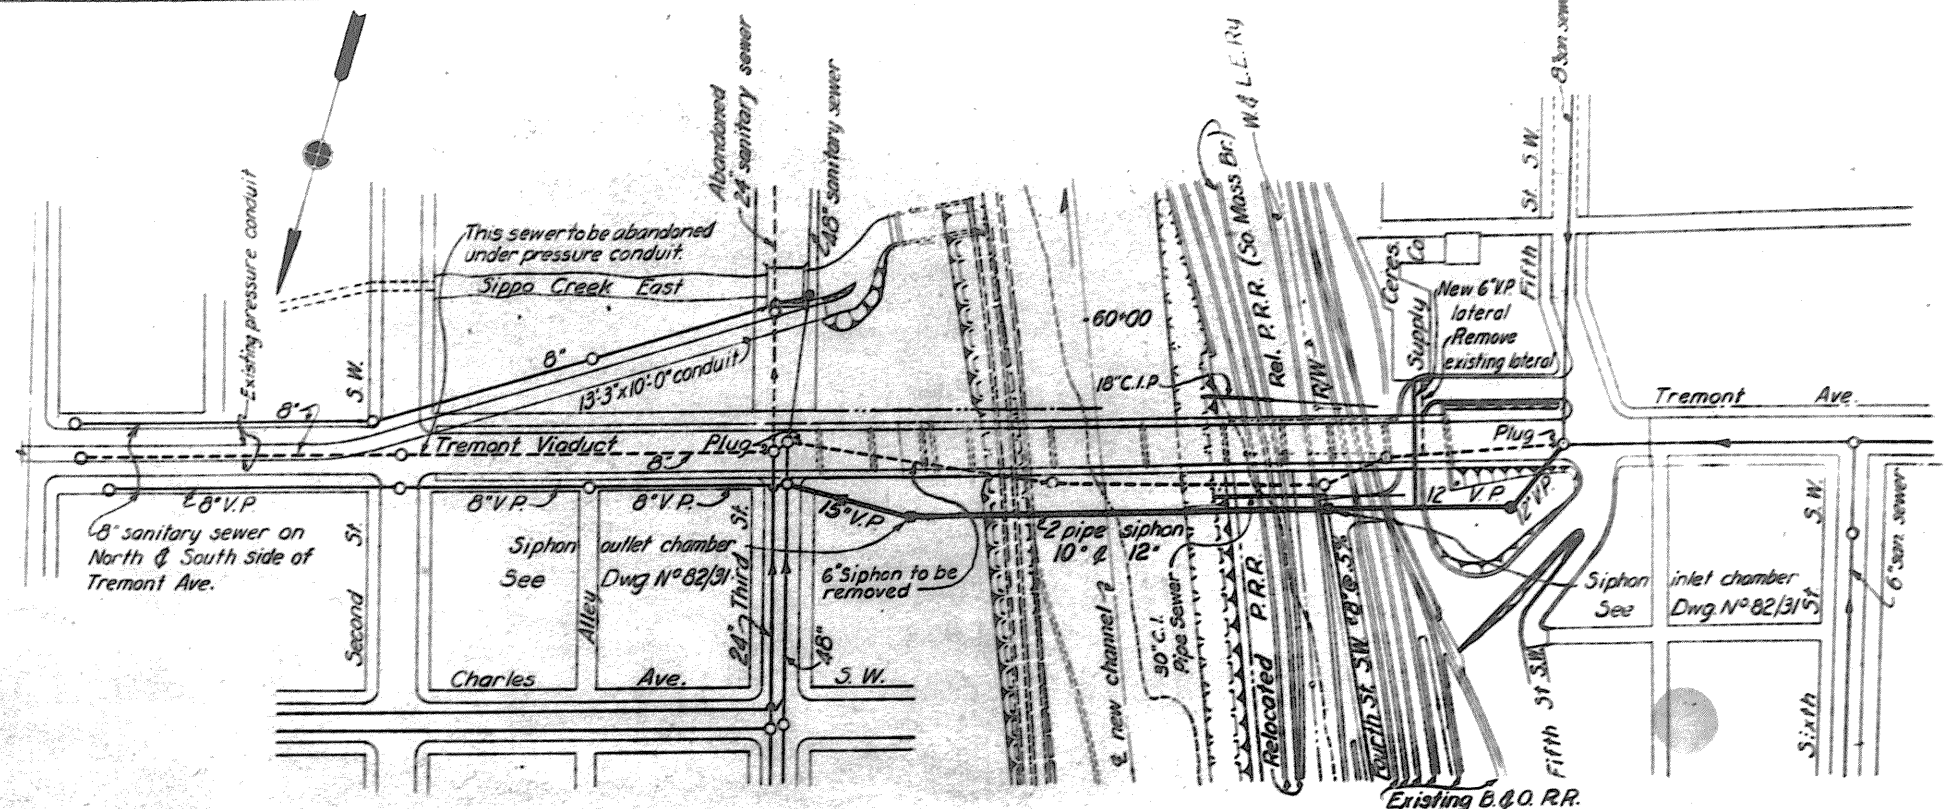 Existing pressure conduit
Abandoned
24" sanitary sewer
48" sanitary sewer
This sewer to be abandoned
under pressure conduit.
Sippo Creek East
8"
13'-3"x10'-0" conduit
S.W.
8"
Tremont Viaduct
Plug
8"
8" V.P.
8" V.P.
8" V.P.
15" V.P.
8" sanitary sewer on
North & South side of
Tremont Ave.
Second St.
Siphon outlet chamber
See Dwg Nº 82/31
Alley
24" Third St.
48"
6" Siphon to be
removed
Charles Ave. S.W.
-60+00
18" C.I.P.
Rel. P.R.R. (So. Mass Br.)
W. & L.E. Ry
R/W
2 pipe siphon
10" & 12"
30" C.I.
Pipe Sewer
℄ new channel
Relocated P.R.R.
Fourth St. S.W.
Existing B. & O. R.R.
Ceres
Supply Co.
New 6" V.P.
lateral
Remove
existing lateral
Fifth St. S.W.
8" san sewer
Tremont Ave.
Plug
12" V.P.
12" V.P.
Siphon inlet chamber
See Dwg. Nº 82/31
Fifth St S.W.
Sixth St S.W.
6" san. sewer